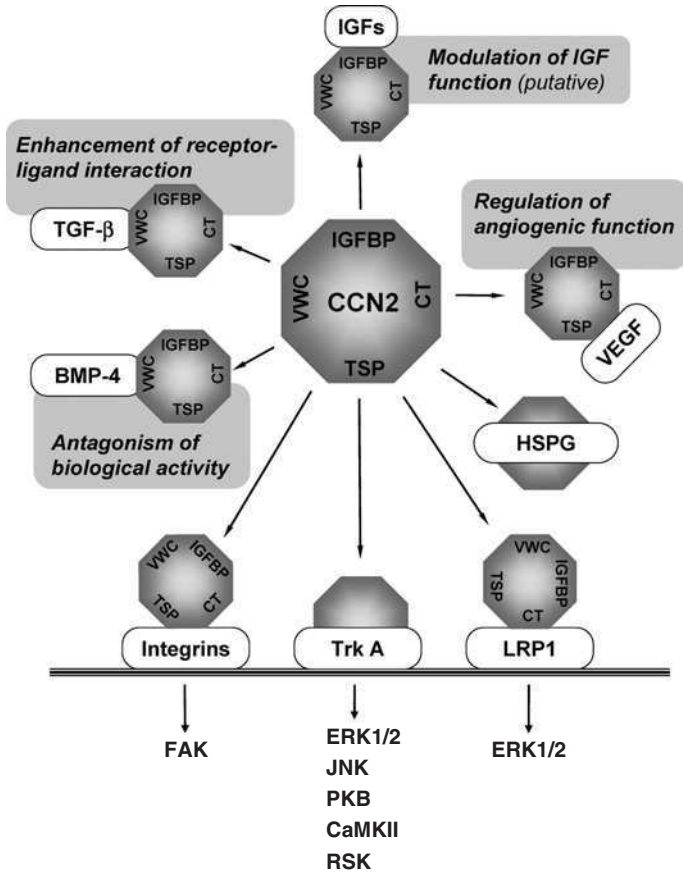 IGFs
IGFBP
VWC
CT
TSP
Modulation of IGF
function (putative)
Enhancement of receptor-
ligand interaction
TGF-β
VWC
IGFBP
CT
TSP
Regulation of
angiogenic function
IGFBP
VWC
CT
TSP
VEGF
IGFBP
VWC
CCN2
CT
TSP
BMP-4
VWC
IGFBP
CT
TSP
Antagonism of
biological activity
HSPG
VWC
IGFBP
TSP
CT
Integrins
Trk A
VWC
IGFBP
TSP
CT
LRP1
FAK
ERK1/2
JNK
PKB
CaMKII
RSK
ERK1/2